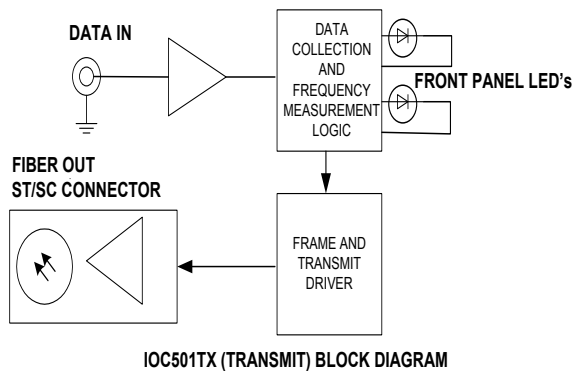 DATA IN
DATA
COLLECTION
AND
FREQUENCY
MEASUREMENT
LOGIC
FRONT PANEL LED's
FIBER OUT
ST/SC CONNECTOR
FRAME AND
TRANSMIT
DRIVER
IOC501TX (TRANSMIT) BLOCK DIAGRAM